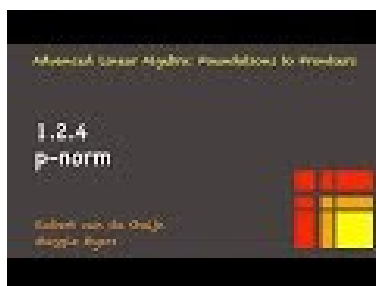 Advanced Linear Algebra: Foundations to Frontiers
1.2.4
p-norm
Robert van de Geijn
Maggie Myers